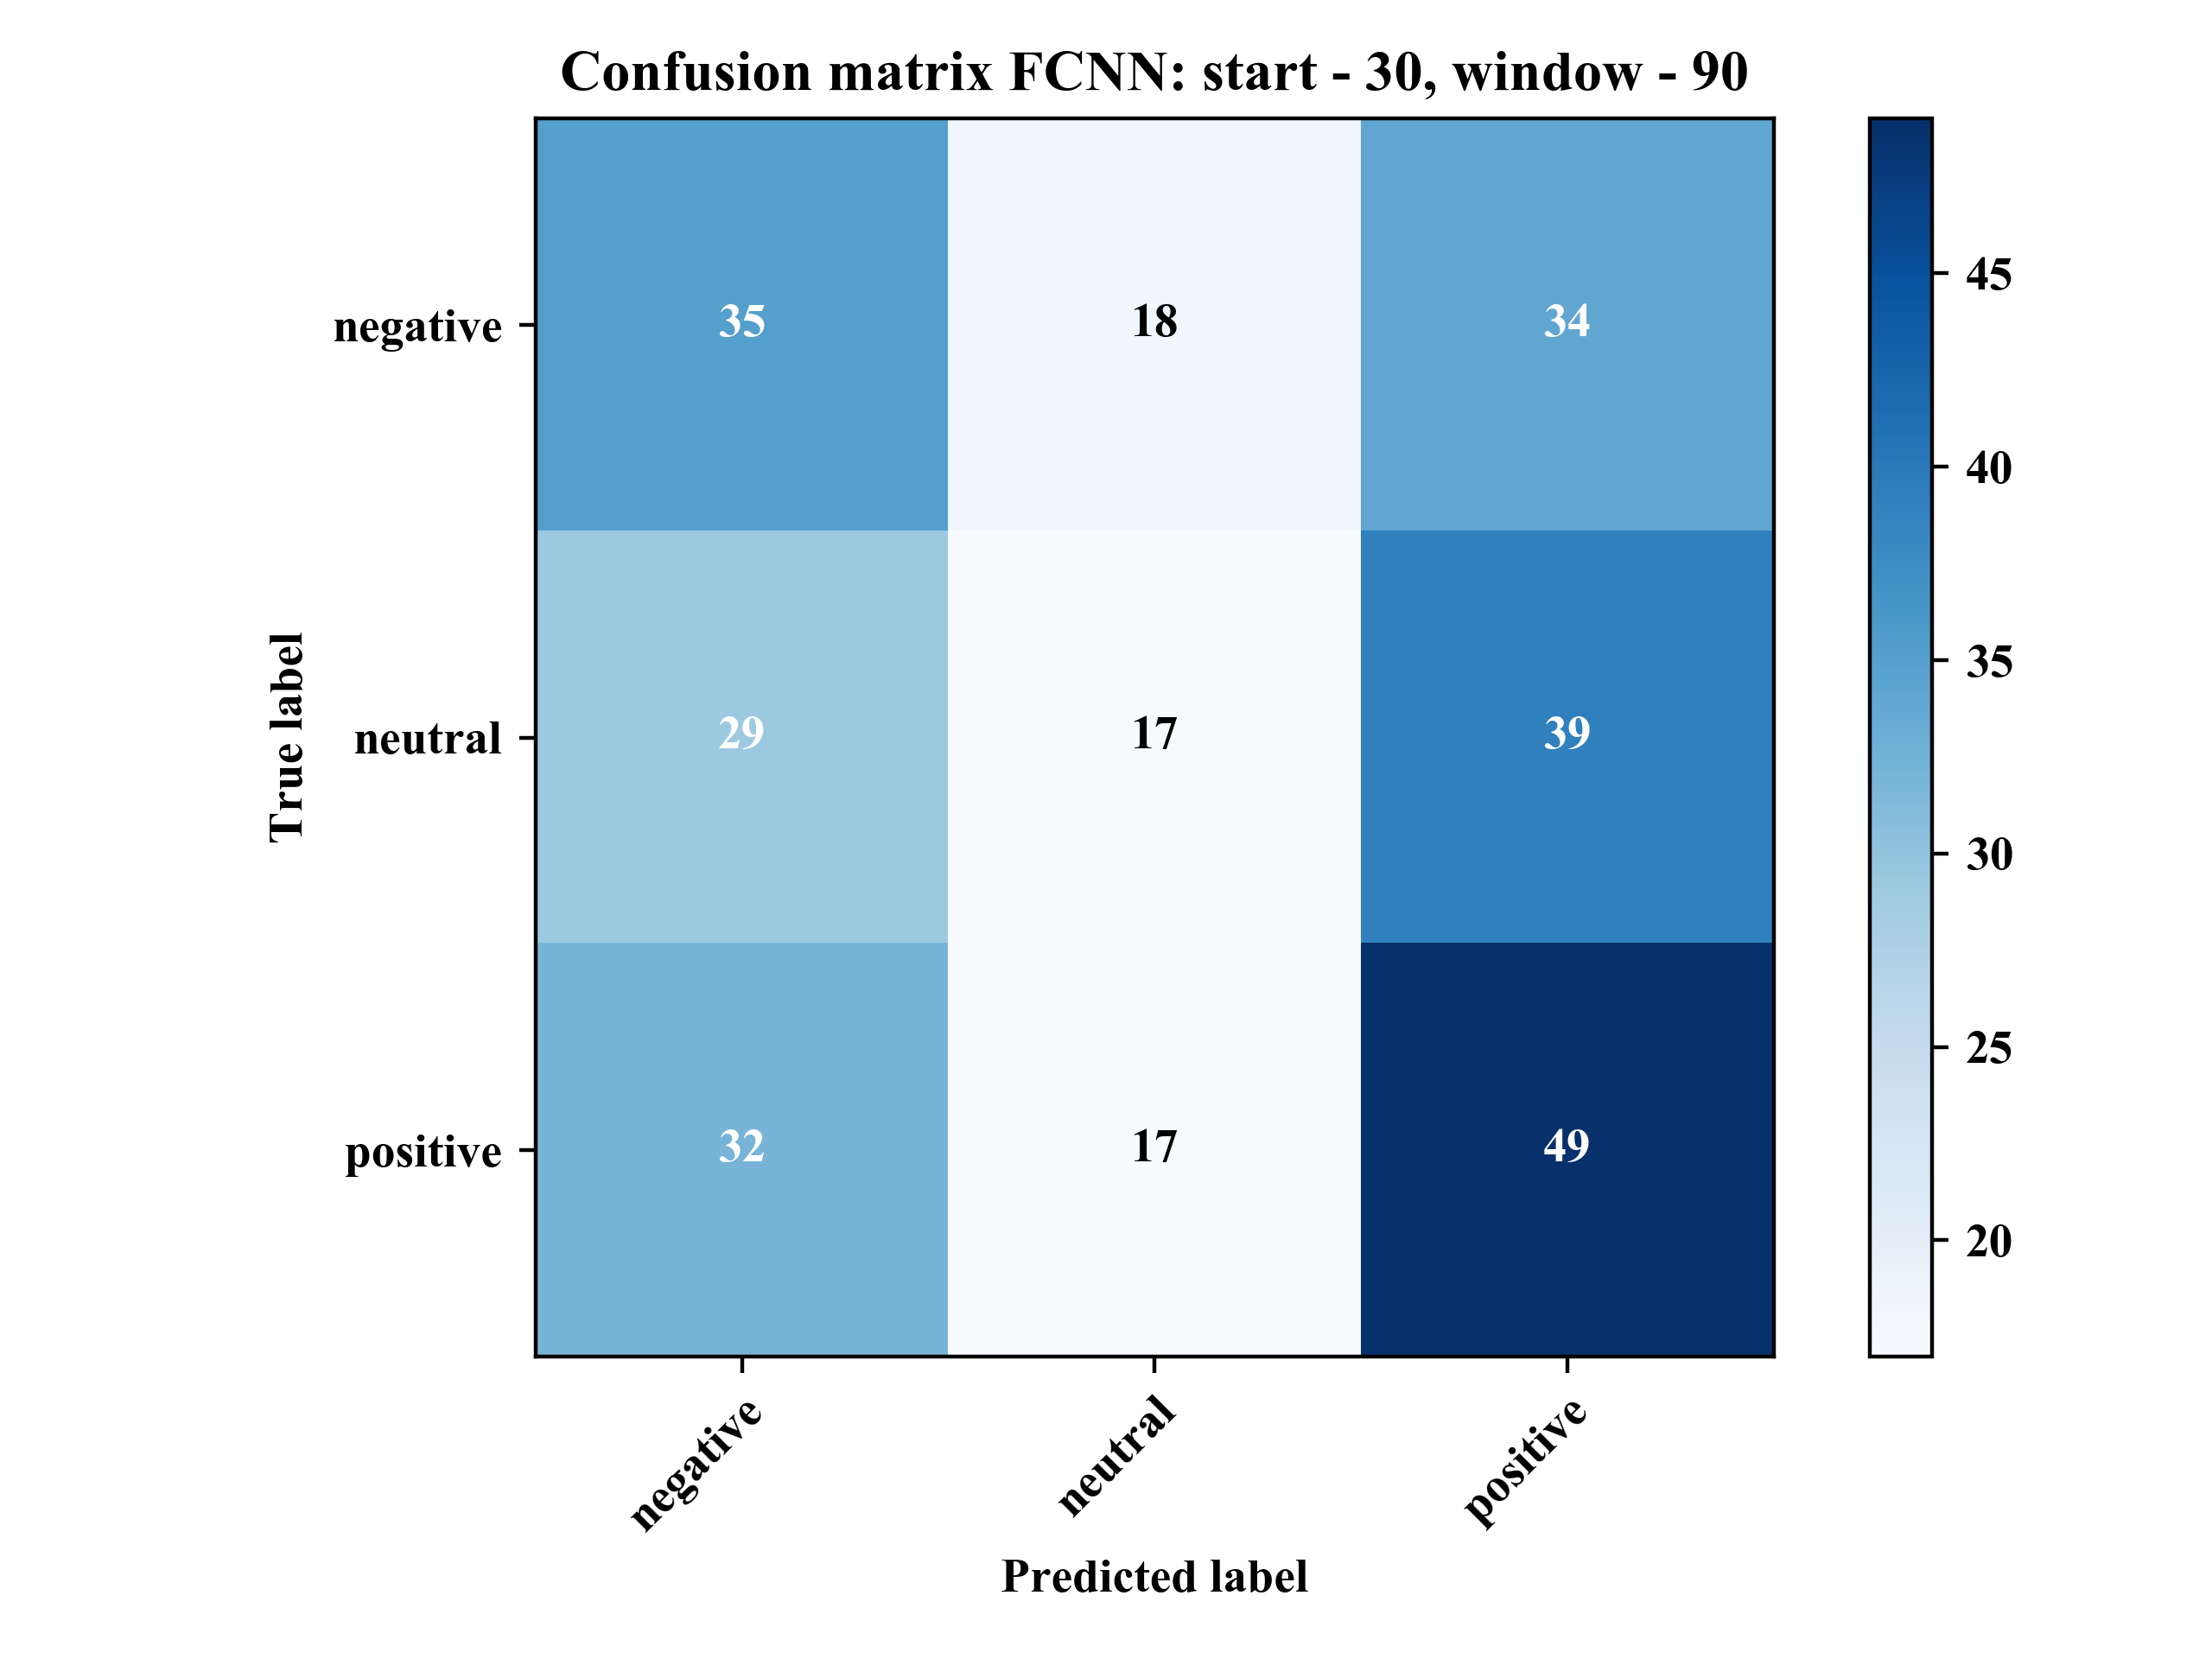 Confusion matrix FCNN: start - 30, window - 90
True label
negative
35 18 34
neutral
29 17 39
positive
32 17 49
negative neutral positive
Predicted label
45
40
35
30
25
20